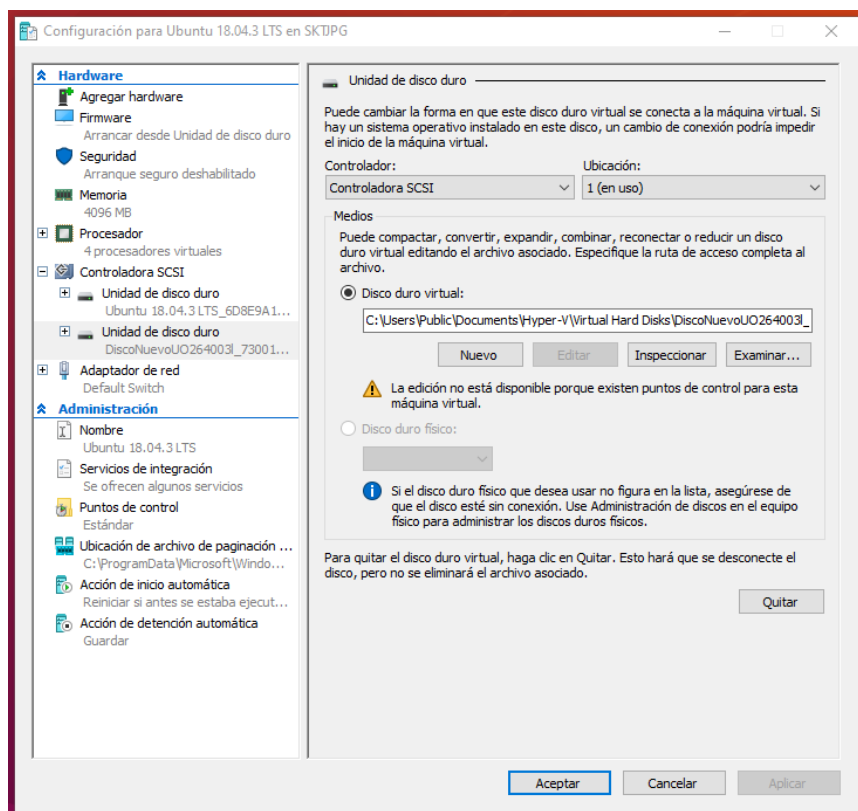 Configuración para Ubuntu 18.04.3 LTS en SKTJPG
Hardware
Agregar hardware
Firmware
Arrancar desde Unidad de disco duro
Seguridad
Arranque seguro deshabilitado
Memoria
4096 MB
Procesador
4 procesadores virtuales
Controladora SCSI
Unidad de disco duro
Ubuntu 18.04.3 LTS_6D8E9A1...
Unidad de disco duro
DiscoNuevoUO264003l_73001...
Adaptador de red
Default Switch
Administración
Nombre
Ubuntu 18.04.3 LTS
Servicios de integración
Se ofrecen algunos servicios
Puntos de control
Estándar
Ubicación de archivo de paginación ...
C:\ProgramData\Microsoft\Windo...
Acción de inicio automática
Reiniciar si antes se estaba ejecut...
Acción de detención automática
Guardar
Unidad de disco duro
Puede cambiar la forma en que este disco duro virtual se conecta a la máquina virtual. Si
hay un sistema operativo instalado en este disco, un cambio de conexión podría impedir
el inicio de la máquina virtual.
Controlador: Ubicación:
Controladora SCSI 1 (en uso)
Medios
Puede compactar, convertir, expandir, combinar, reconectar o reducir un disco
duro virtual editando el archivo asociado. Especifique la ruta de acceso completa al
archivo.
Disco duro virtual:
C:\Users\Public\Documents\Hyper-V\Virtual Hard Disks\DiscoNuevoUO264003l_
Nuevo Editar Inspeccionar Examinar...
La edición no está disponible porque existen puntos de control para esta
máquina virtual.
Disco duro físico:
Si el disco duro físico que desea usar no figura en la lista, asegúrese de
que el disco esté sin conexión. Use Administración de discos en el equipo
físico para administrar los discos duros físicos.
Para quitar el disco duro virtual, haga clic en Quitar. Esto hará que se desconecte el
disco, pero no se eliminará el archivo asociado.
Quitar
Aceptar Cancelar Aplicar